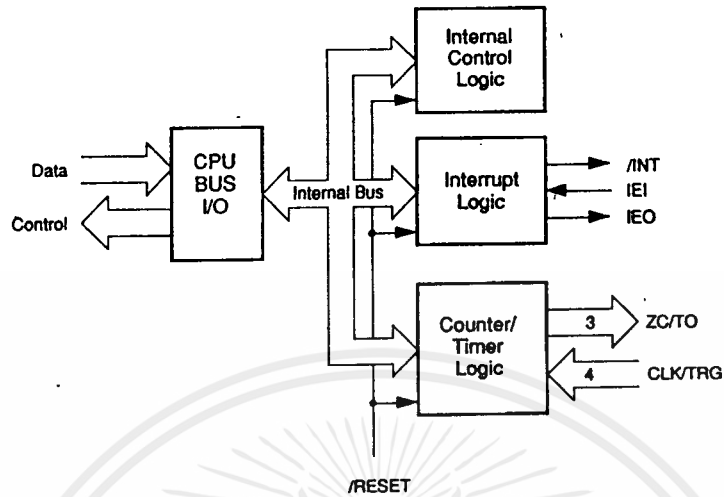 Internal
Control
Logic
Data
Control
CPU
BUS
I/O
Internal Bus
Interrupt
Logic
/INT
IEI
IEO
Counter/
Timer
Logic
3
ZC/TO
4
CLK/TRG
/RESET